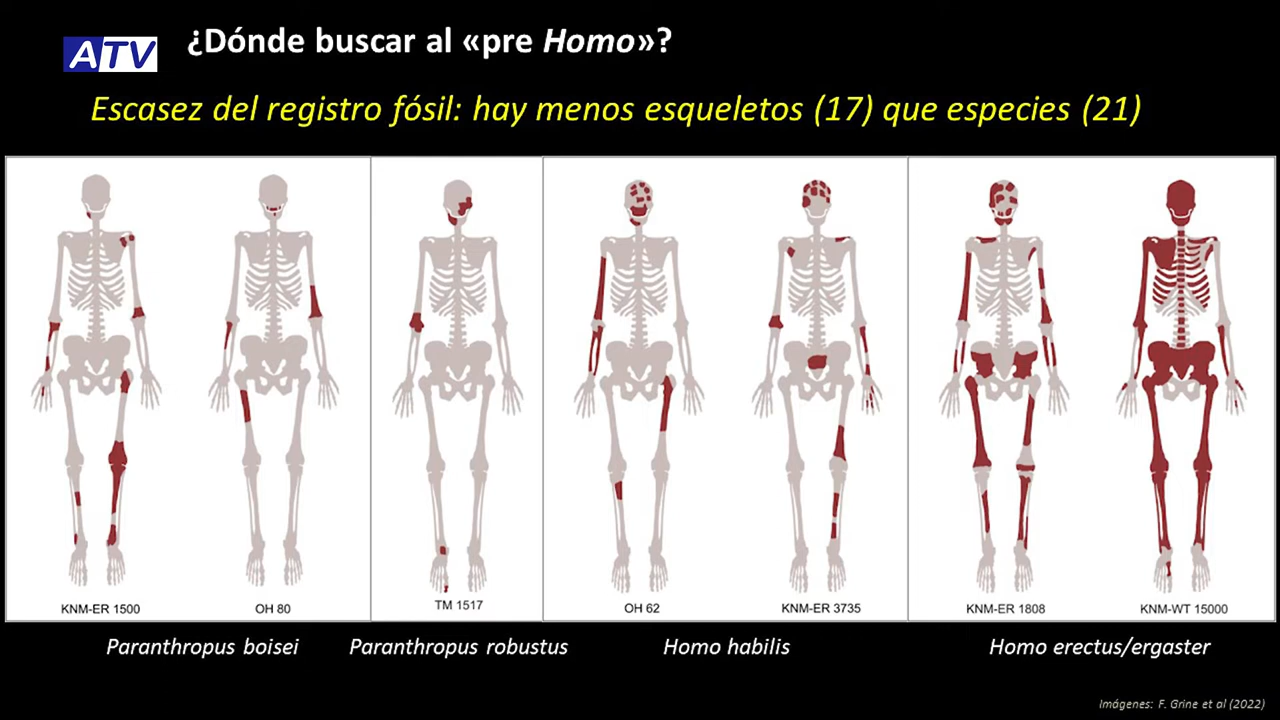 ATV
¿Dónde buscar al «pre Homo»?
Escasez del registro fósil: hay menos esqueletos (17) que especies (21)
KNM-ER 1500
OH 80
TM 1517
OH 62
KNM-ER 3735
KNM-ER 1808
KNM-WT 15000
Paranthropus boisei
Paranthropus robustus
Homo habilis
Homo erectus/ergaster
Imágenes: F. Grine et al (2022)